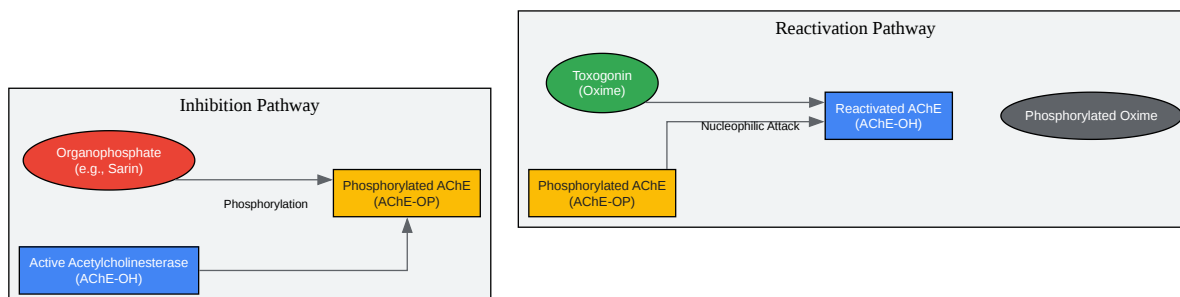 Inhibition Pathway
Organophosphate
(e.g., Sarin)
Phosphorylated AChE
(AChE-OP)
Phosphorylation
Active Acetylcholinesterase
(AChE-OH)
Reactivation Pathway
Toxogonin
(Oxime)
Reactivated AChE
(AChE-OH)
Phosphorylated Oxime
Nucleophilic Attack
Phosphorylated AChE
(AChE-OP)